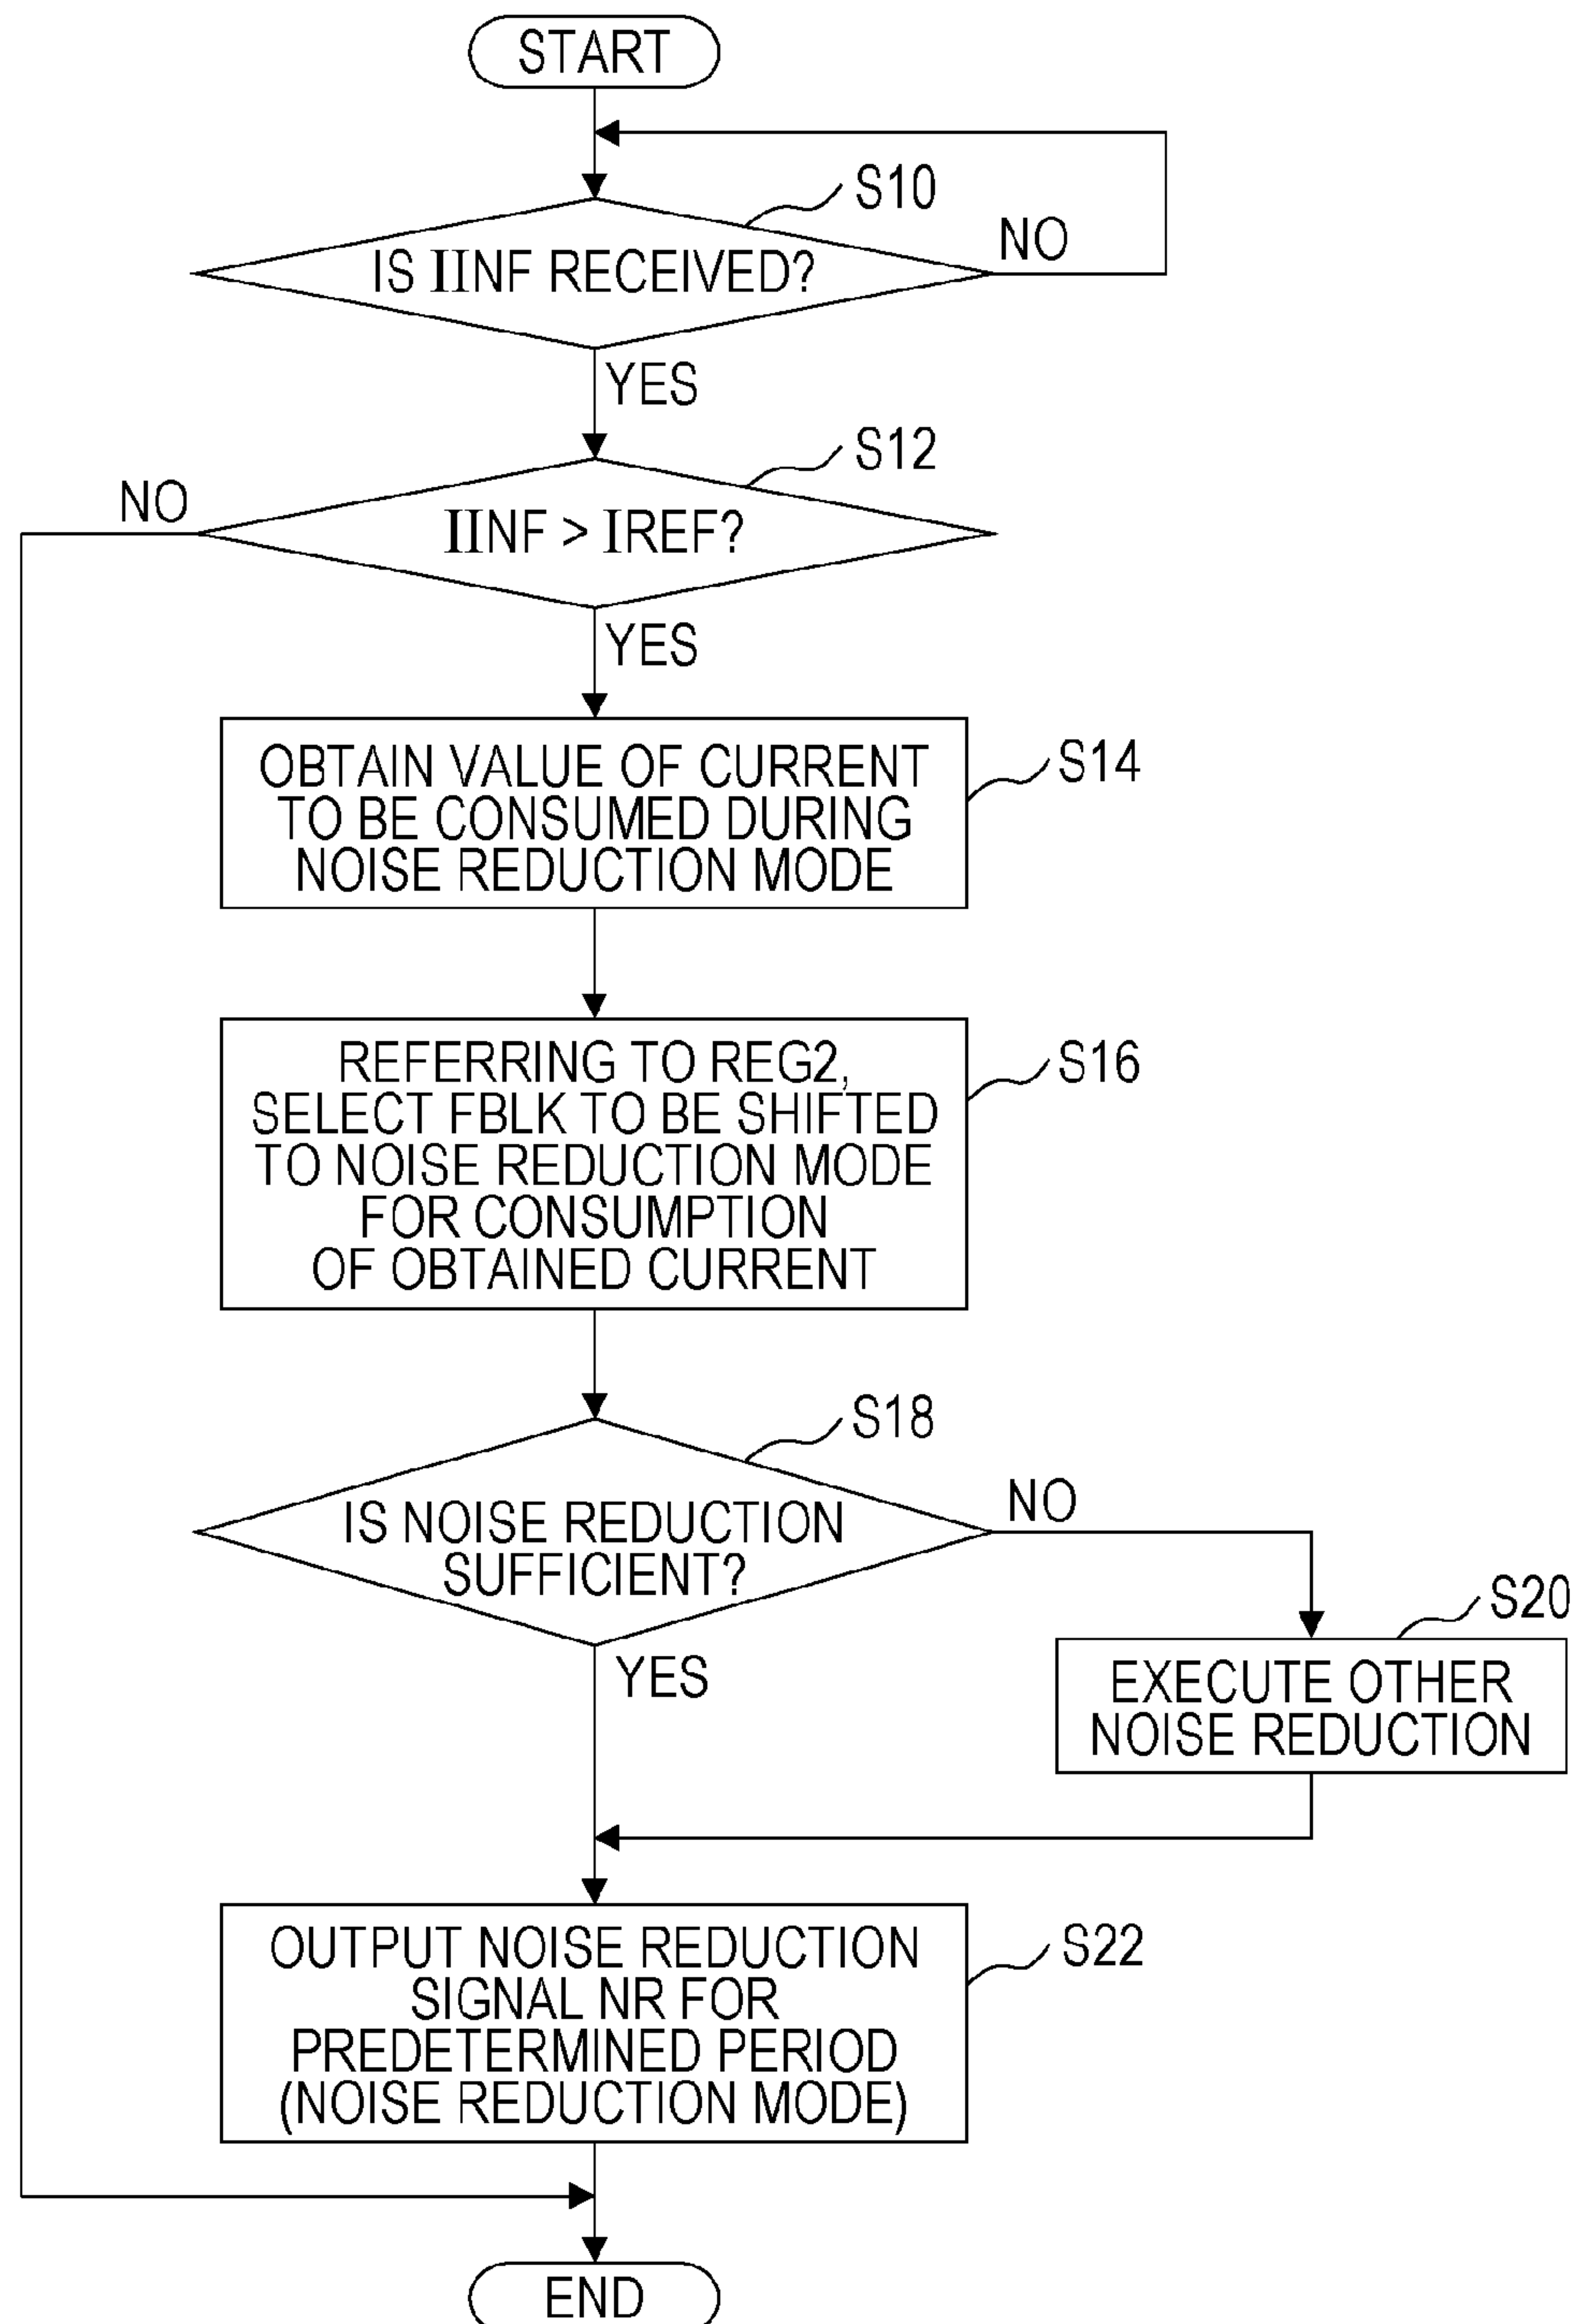 START
S10
IS IINF RECEIVED?
NO
YES
S12
NO
IINF > IREF?
YES
OBTAIN VALUE OF CURRENT
TO BE CONSUMED DURING
NOISE REDUCTION MODE
S14
REFERRING TO REG2,
SELECT FBLK TO BE SHIFTED
TO NOISE REDUCTION MODE
FOR CONSUMPTION
OF OBTAINED CURRENT
S16
S18
IS NOISE REDUCTION
SUFFICIENT?
NO
YES
S20
EXECUTE OTHER
NOISE REDUCTION
OUTPUT NOISE REDUCTION
SIGNAL NR FOR
PREDETERMINED PERIOD
(NOISE REDUCTION MODE)
S22
END